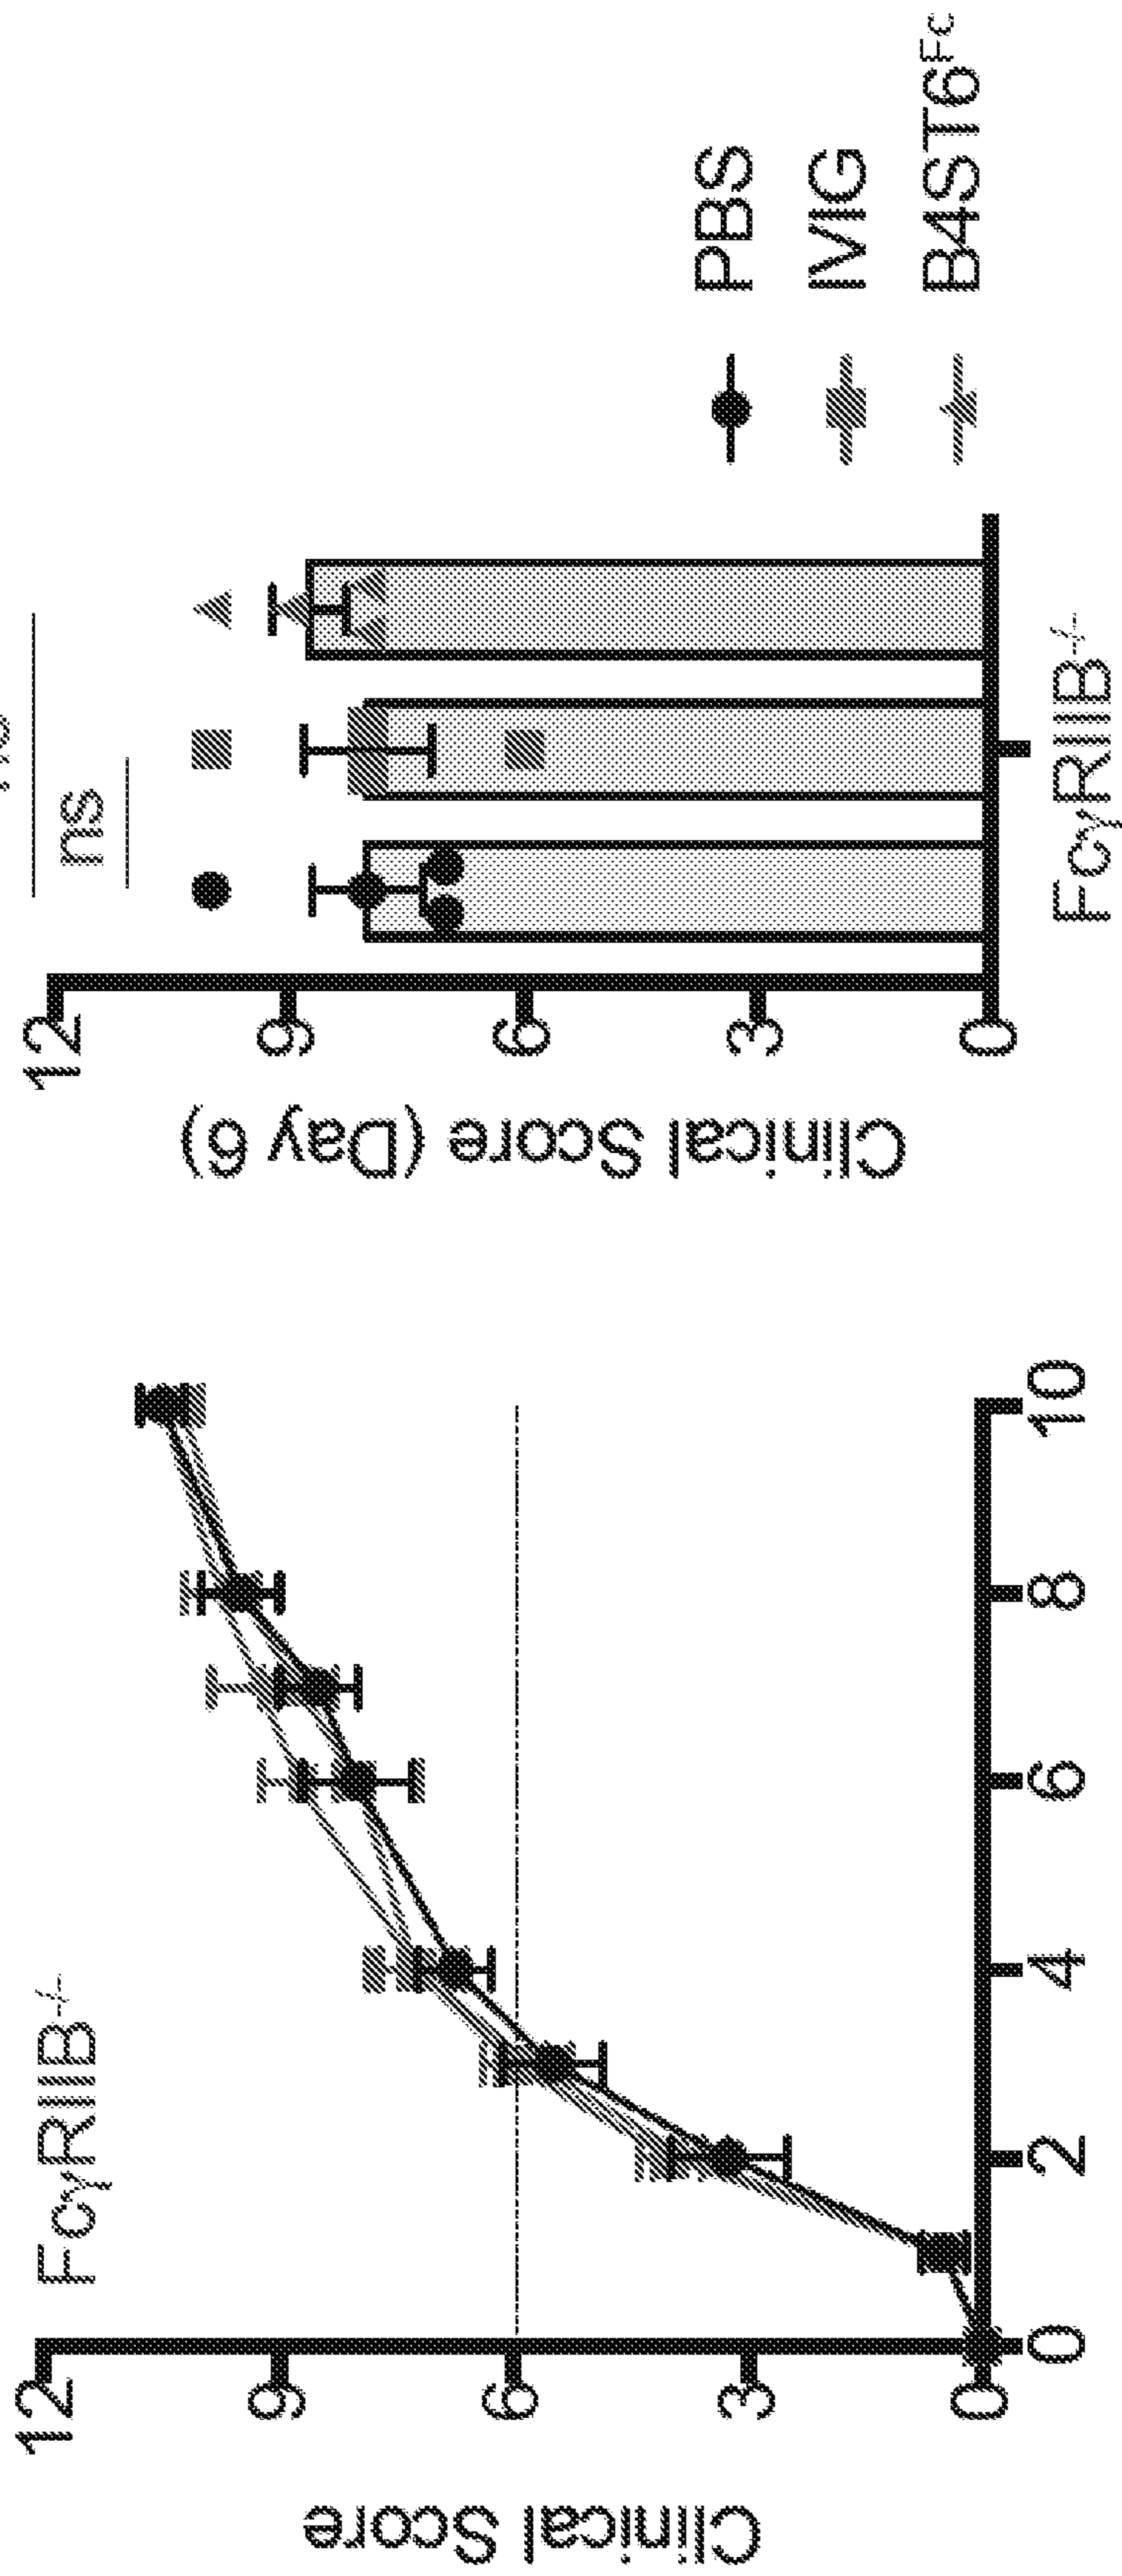 FcγRIIB-/-
Clinical Score
12
9
6
3
0
0 2 4 6 8 10
ns
Clinical Score (Day 6)
12
9
6
3
0
FcγRIIB-/-
PBS
IVIG
B4ST6Fc